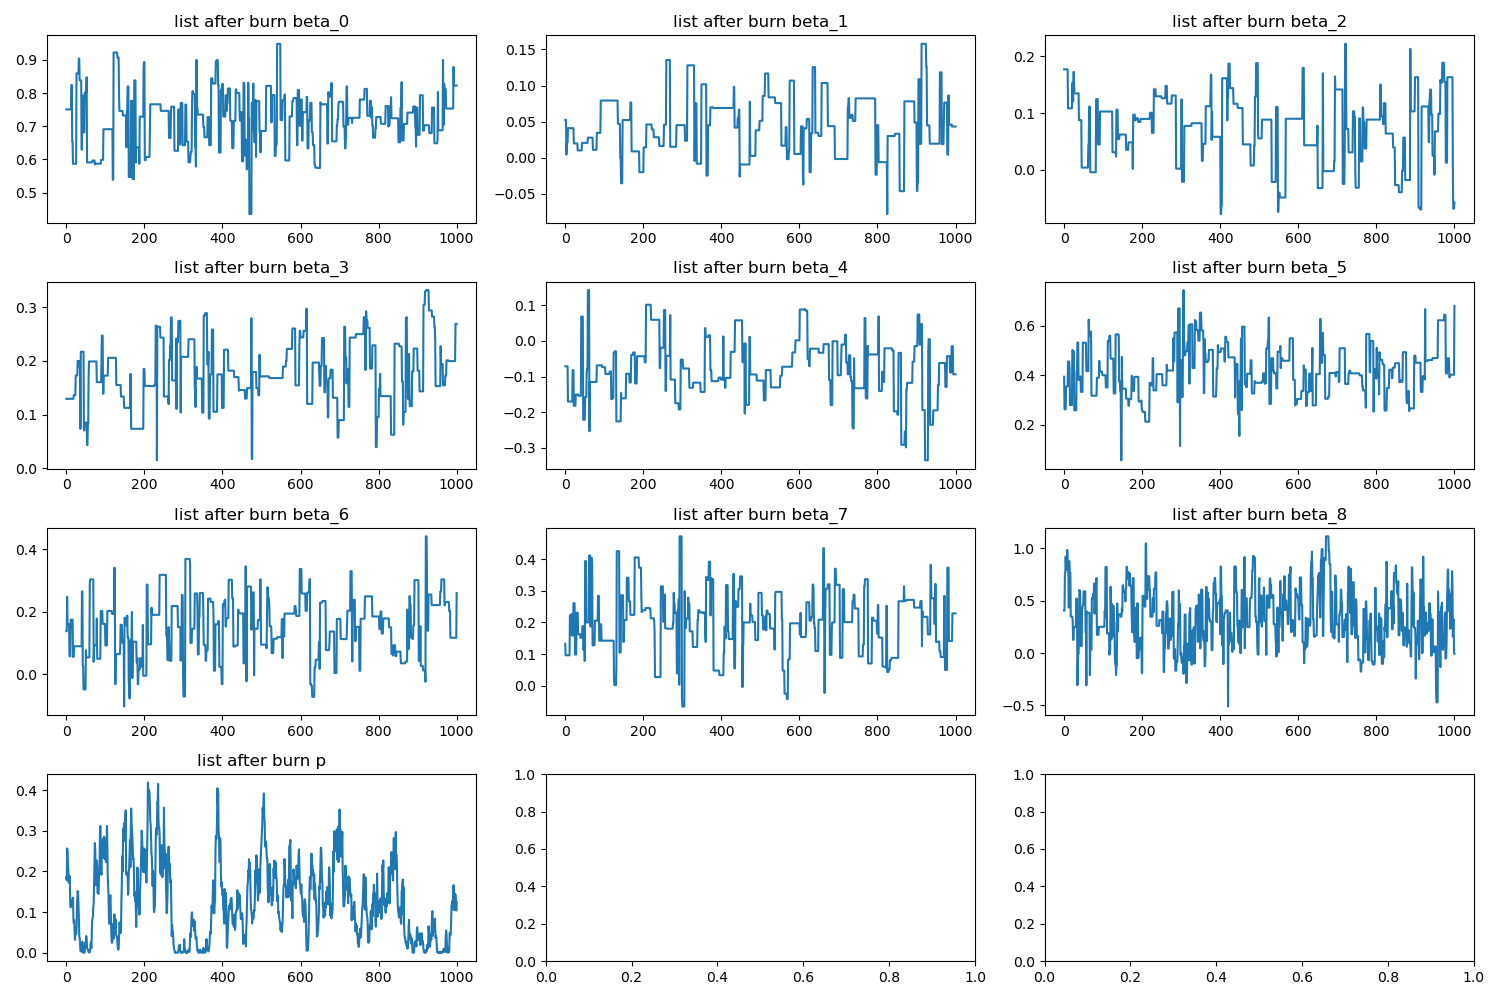 list after burn beta_0
list after burn beta_1
list after burn beta_2
0.9
0.8
0.7
0.6
0.5
0 200 400 600 800 1000
0.15
0.10
0.05
0.00
−0.05
0 200 400 600 800 1000
0.2
0.1
0.0
0 200 400 600 800 1000
list after burn beta_3
list after burn beta_4
list after burn beta_5
0.3
0.2
0.1
0.0
0 200 400 600 800 1000
0.1
0.0
−0.1
−0.2
−0.3
0 200 400 600 800 1000
0.6
0.4
0.2
0 200 400 600 800 1000
list after burn beta_6
list after burn beta_7
list after burn beta_8
0.4
0.2
0.0
0 200 400 600 800 1000
0.4
0.3
0.2
0.1
0.0
0 200 400 600 800 1000
1.0
0.5
0.0
−0.5
0 200 400 600 800 1000
list after burn p
0.4
0.3
0.2
0.1
0.0
0 200 400 600 800 1000
1.0
0.8
0.6
0.4
0.2
0.0
0.0 0.2 0.4 0.6 0.8 1.0
1.0
0.8
0.6
0.4
0.2
0.0
0.0 0.2 0.4 0.6 0.8 1.0